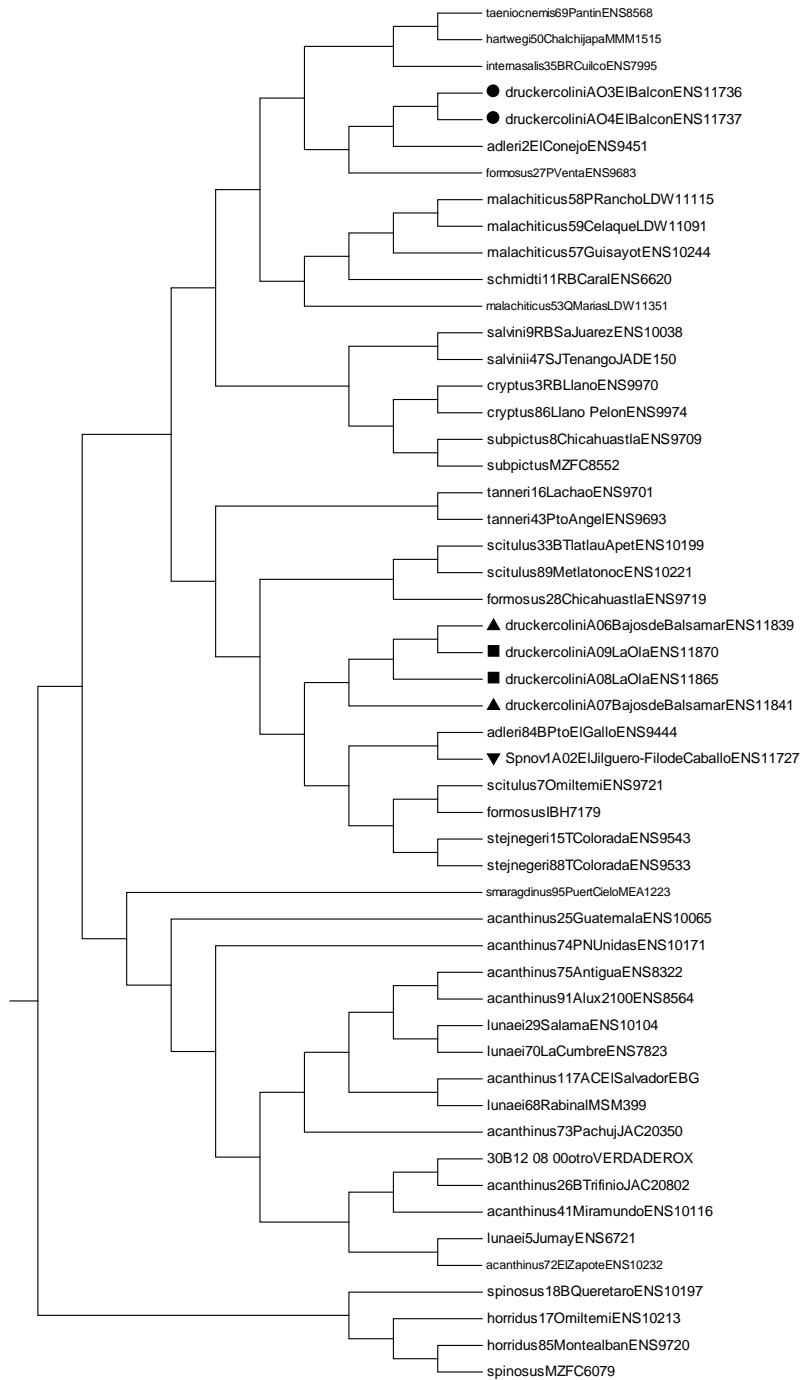 taeniocnemis69PantinENS8568
hartwegi50ChalchijapaMMM1515
internasalis35BRCuilcoENS7995
druckercoliniAO3ElBalconENS11736
druckercoliniAO4ElBalconENS11737
adleri2ElConejoENS9451
formosus27PVentaENS9683
malachiticus58PRanchoLDW11115
malachiticus59CelaqueLDW11091
malachiticus57GuisayotENS10244
schmidti11RBCaralENS6620
malachiticus53QMariasLDW11351
salvini9RBSaJuarezENS10038
salvinii47SJTenangoJADE150
cryptus3RBLlanoENS9970
cryptus86Llano PelonENS9974
subpictus8ChicahuastlaENS9709
subpictusMZFC8552
tanneri16LachaoENS9701
tanneri43PtoAngelENS9693
scitulus33BTlatlauApetENS10199
scitulus89MetlatonocENS10221
formosus28ChicahuastlaENS9719
druckercoliniA06BajosdeBalsamarENS11839
druckercoliniA09LaOlaENS11870
druckercoliniA08LaOlaENS11865
druckercoliniA07BajosdeBalsamarENS11841
adleri84BPtoElGalloENS9444
Spnov1A02ElJilguero-FilodeCaballoENS11727
scitulus7OmiltemiENS9721
formosusIBH7179
stejnegeri15TColoradaENS9543
stejnegeri88TColoradaENS9533
smaragdinus95PuertCieloMEA1223
acanthinus25GuatemalaENS10065
acanthinus74PNUnidasENS10171
acanthinus75AntiguaENS8322
acanthinus91Alux2100ENS8564
lunaei29SalamaENS10104
lunaei70LaCumbreENS7823
acanthinus117ACElSalvadorEBG
lunaei68RabinalMSM399
acanthinus73PachujJAC20350
30B12 08 00otroVERDADEROX
acanthinus26BTrifinioJAC20802
acanthinus41MiramundoENS10116
lunaei5JumayENS6721
acanthinus72ElZapoteENS10232
spinosus18BQueretaroENS10197
horridus17OmiltemiENS10213
horridus85MontealbanENS9720
spinosusMZFC6079